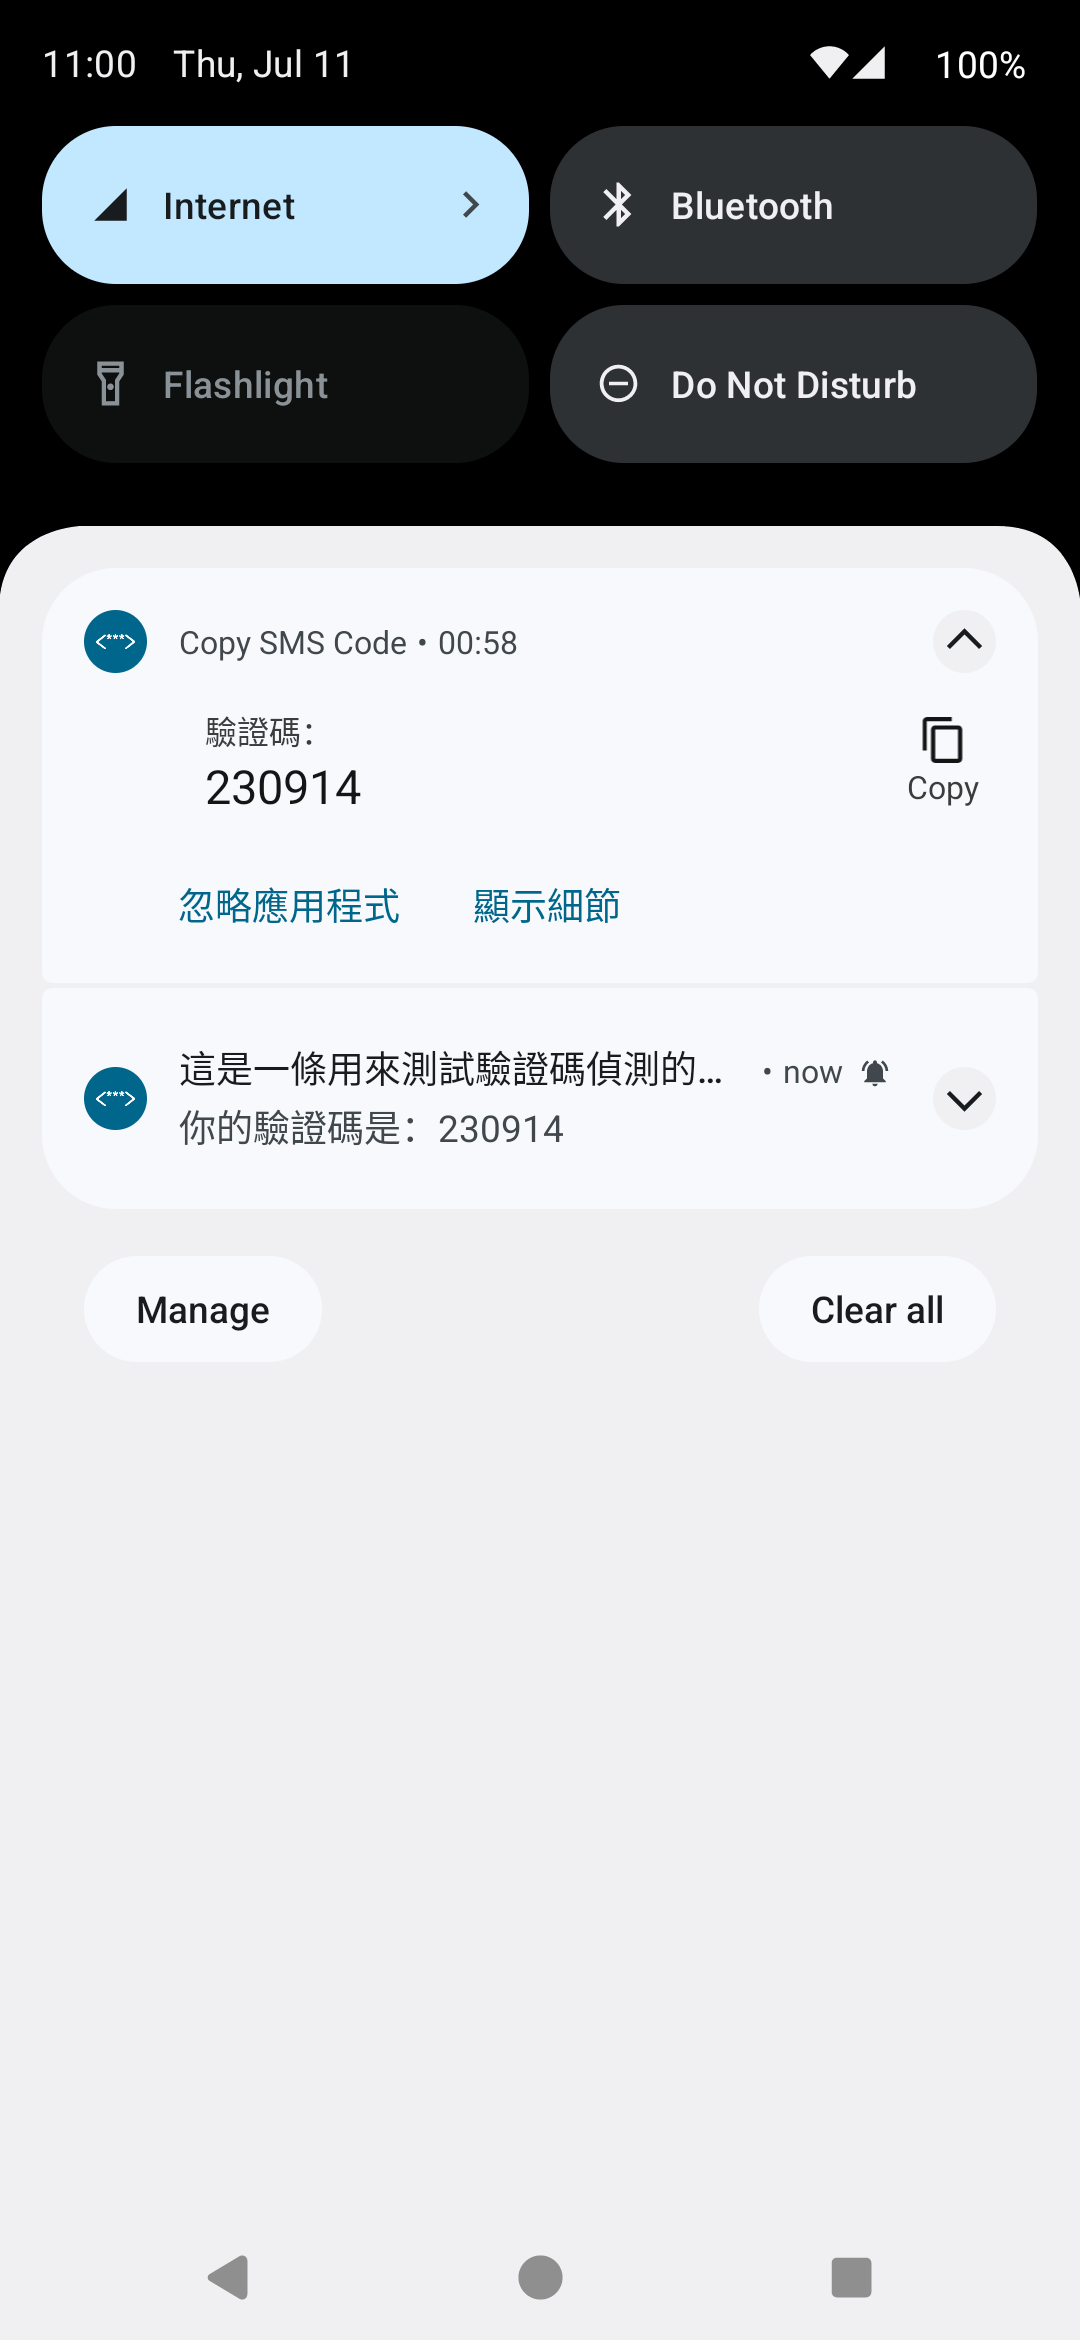 11:00 Thu, Jul 11 100%
Internet
Bluetooth
Flashlight
Do Not Disturb
Copy SMS Code • 00:58
驗證碼：
230914
Copy
忽略應用程式 顯示細節
這是一條用來測試驗證碼偵測的… • now
你的驗證碼是：230914
Manage
Clear all